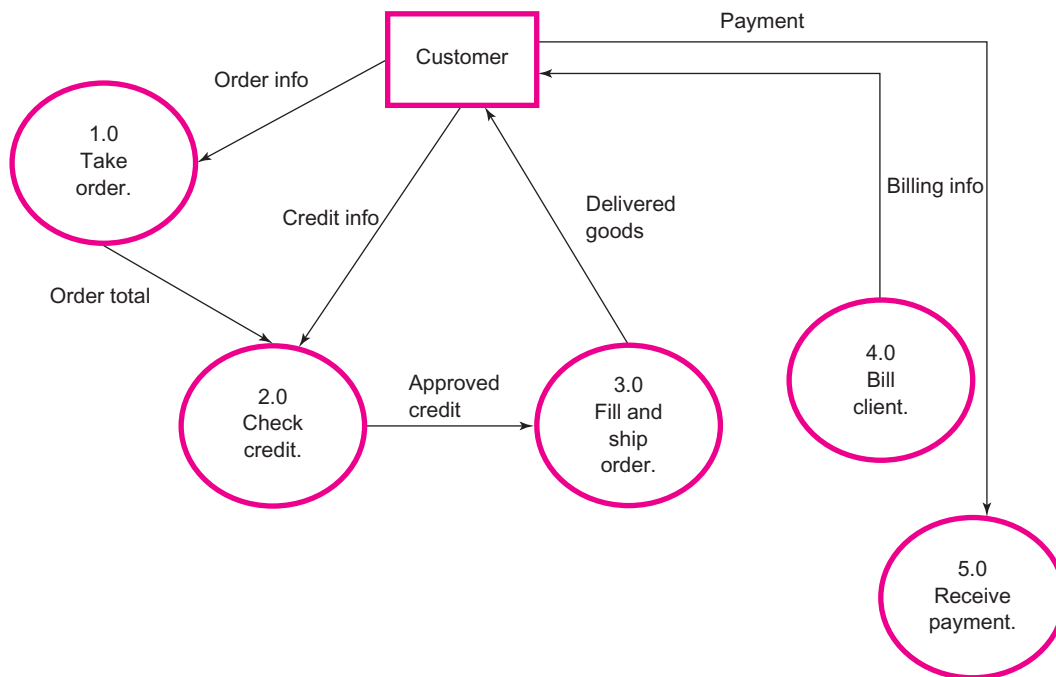 Payment
Customer
Order info
1.0
Take
order.
Credit info
Delivered
goods
Billing info
Order total
2.0
Check
credit.
Approved
credit
3.0
Fill and
ship
order.
4.0
Bill
client.
5.0
Receive
payment.